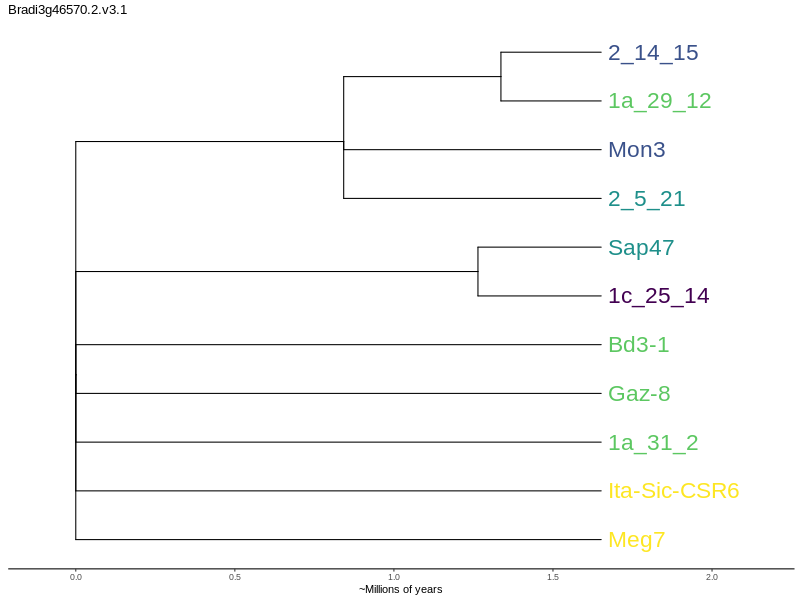 Bradi3g46570.2.v3.1
2_14_15
1a_29_12
Mon3
2_5_21
Sap47
1c_25_14
Bd3-1
Gaz-8
1a_31_2
Ita-Sic-CSR6
Meg7
0.0 0.5 1.0 1.5 2.0
~Millions of years